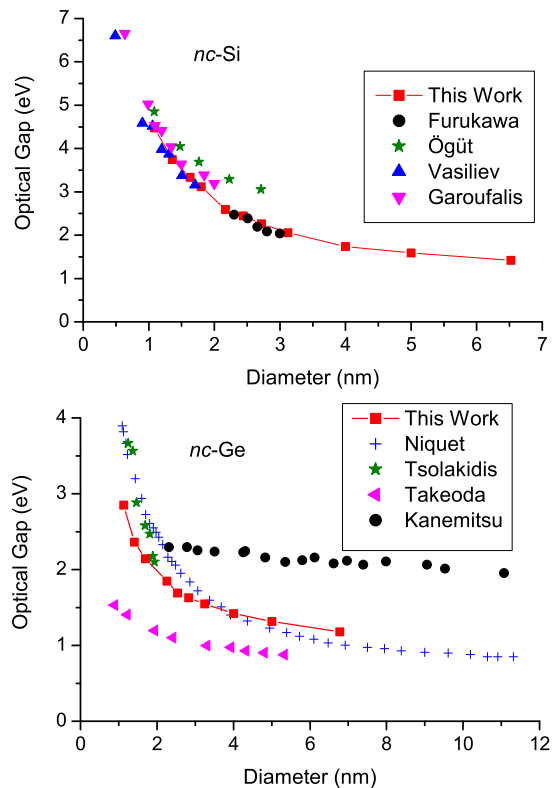 7
6
5
4
3
2
1
0
Optical Gap (eV)
nc-Si
This Work
Furukawa
Ögüt
Vasiliev
Garoufalis
0 1 2 3 4 5 6 7
Diameter (nm)
4
3
2
1
0
Optical Gap (eV)
nc-Ge
This Work
Niquet
Tsolakidis
Takeoda
Kanemitsu
0 2 4 6 8 10 12
Diameter (nm)